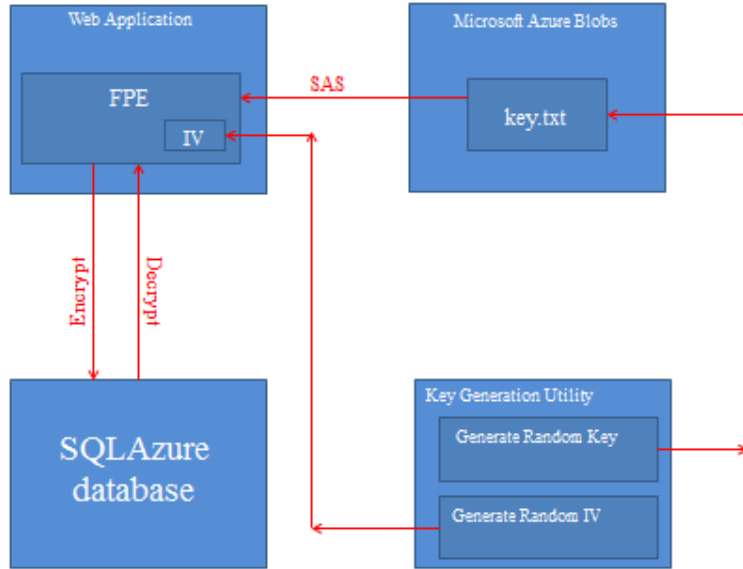 Web Application
FPE
IV
SAS
Microsoft Azure Blobs
key.txt
Encrypt
Decrypt
SQLAzure
database
Key Generation Utility
Generate Random Key
Generate Random IV